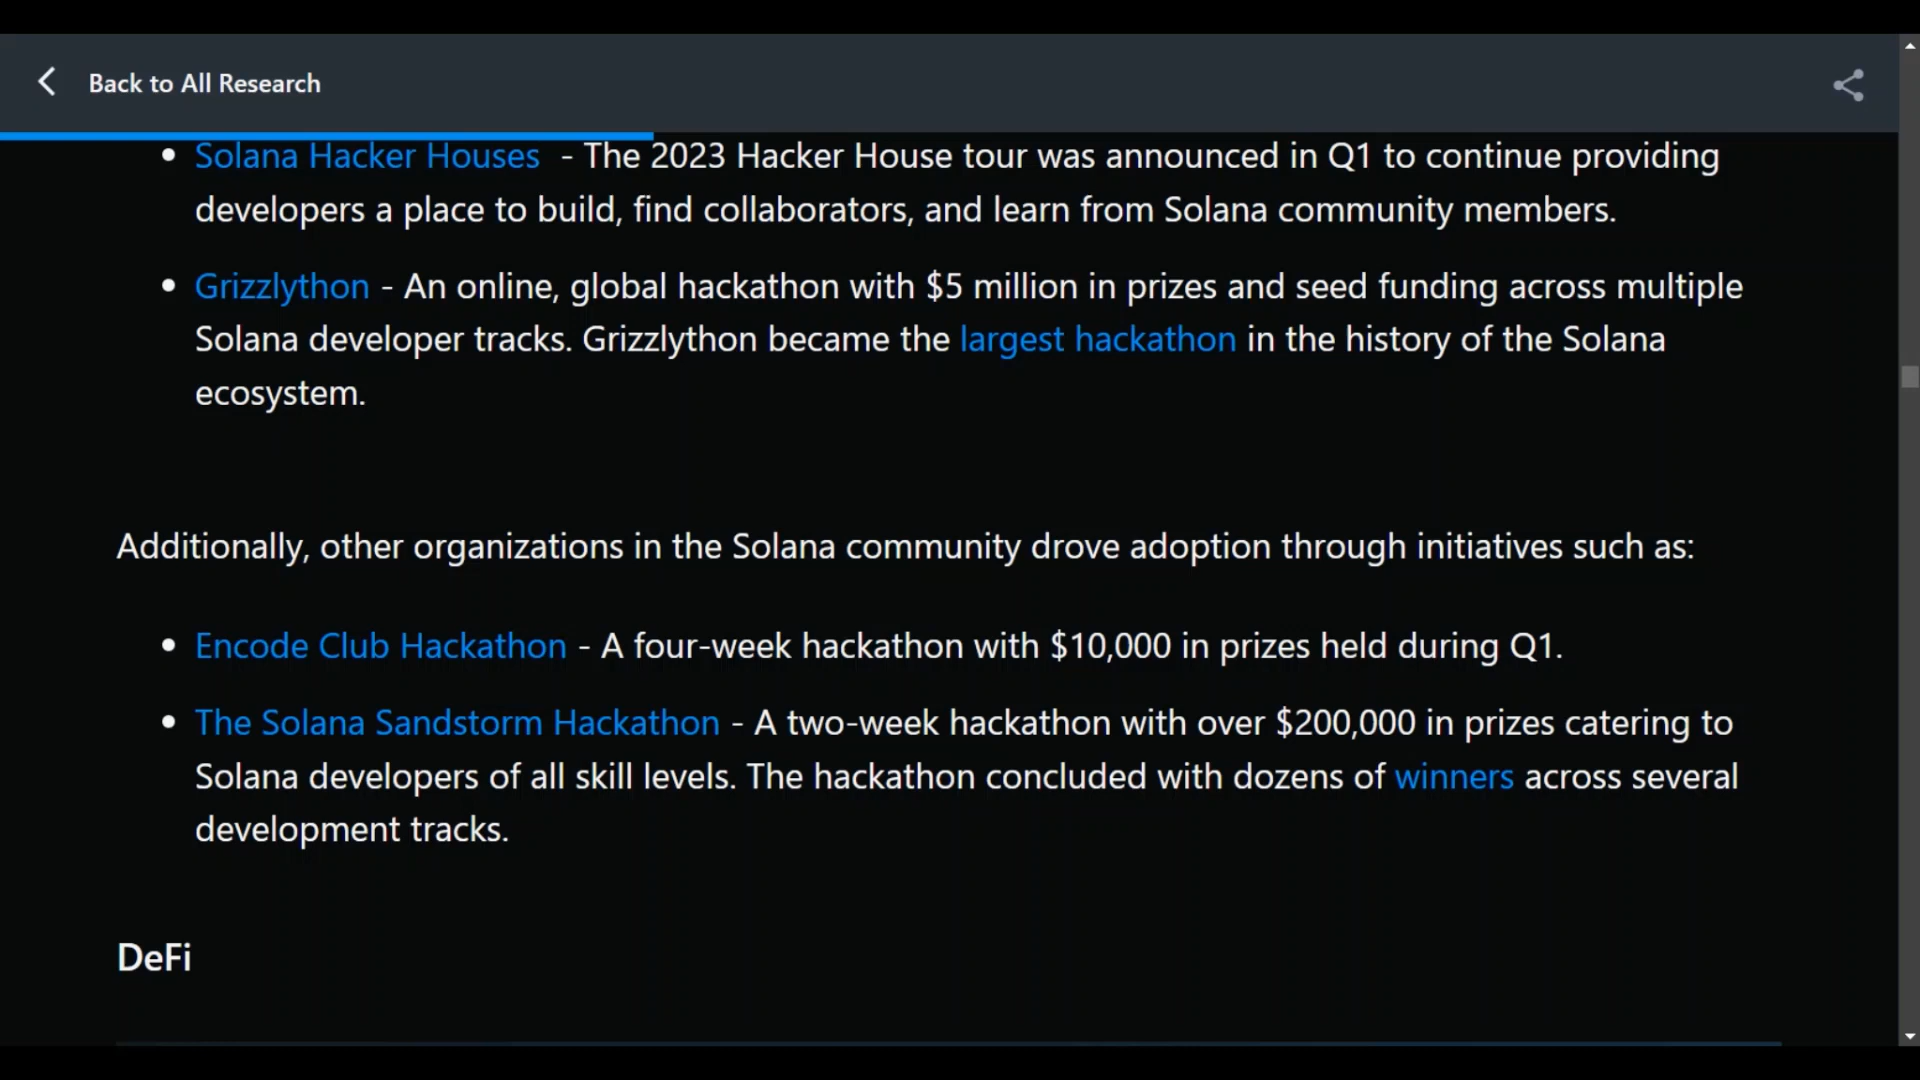 Back to All Research
• Solana Hacker Houses - The 2023 Hacker House tour was announced in Q1 to continue providing
developers a place to build, find collaborators, and learn from Solana community members.
• Grizzlython - An online, global hackathon with $5 million in prizes and seed funding across multiple
Solana developer tracks. Grizzlython became the largest hackathon in the history of the Solana
ecosystem.
Additionally, other organizations in the Solana community drove adoption through initiatives such as:
• Encode Club Hackathon - A four-week hackathon with $10,000 in prizes held during Q1.
• The Solana Sandstorm Hackathon - A two-week hackathon with over $200,000 in prizes catering to
Solana developers of all skill levels. The hackathon concluded with dozens of winners across several
development tracks.
DeFi